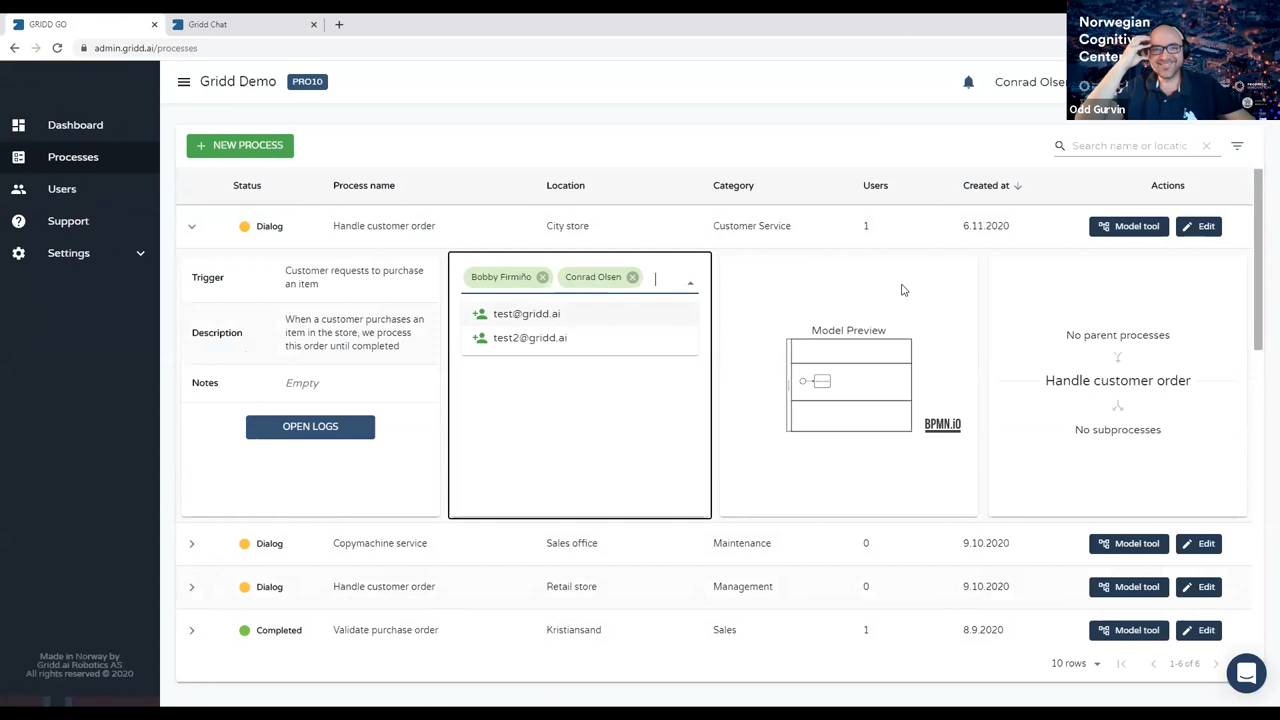 GRIDD GO
Gridd Chat
admin.gridd.ai/processes
Norwegian
Cognitiv
Center
Odd Gurvin
Gridd Demo
PRO10
Conrad Olsen
Dashboard
Processes
Users
Support
Settings
Made in Norway by
Gridd.ai Robotics AS
All rights reserved © 2020
NEW PROCESS
Search name or locatic
Status
Process name
Location
Category
Users
Created at
Actions
Dialog
Handle customer order
City store
Customer Service
1
6.11.2020
Model tool
Edit
Trigger
Customer requests to purchase
an item
Description
When a customer purchases an
item in the store, we process
this order until completed
Notes
Empty
OPEN LOGS
Bobby Firmiño
Conrad Olsen
test@gridd.ai
test2@gridd.ai
Model Preview
BPMN.iO
No parent processes
Handle customer order
No subprocesses
Dialog
Copymachine service
Sales office
Maintenance
0
9.10.2020
Model tool
Edit
Dialog
Handle customer order
Retail store
Management
0
9.10.2020
Model tool
Edit
Completed
Validate purchase order
Kristiansand
Sales
1
8.9.2020
Model tool
Edit
10 rows
1-6 of 6